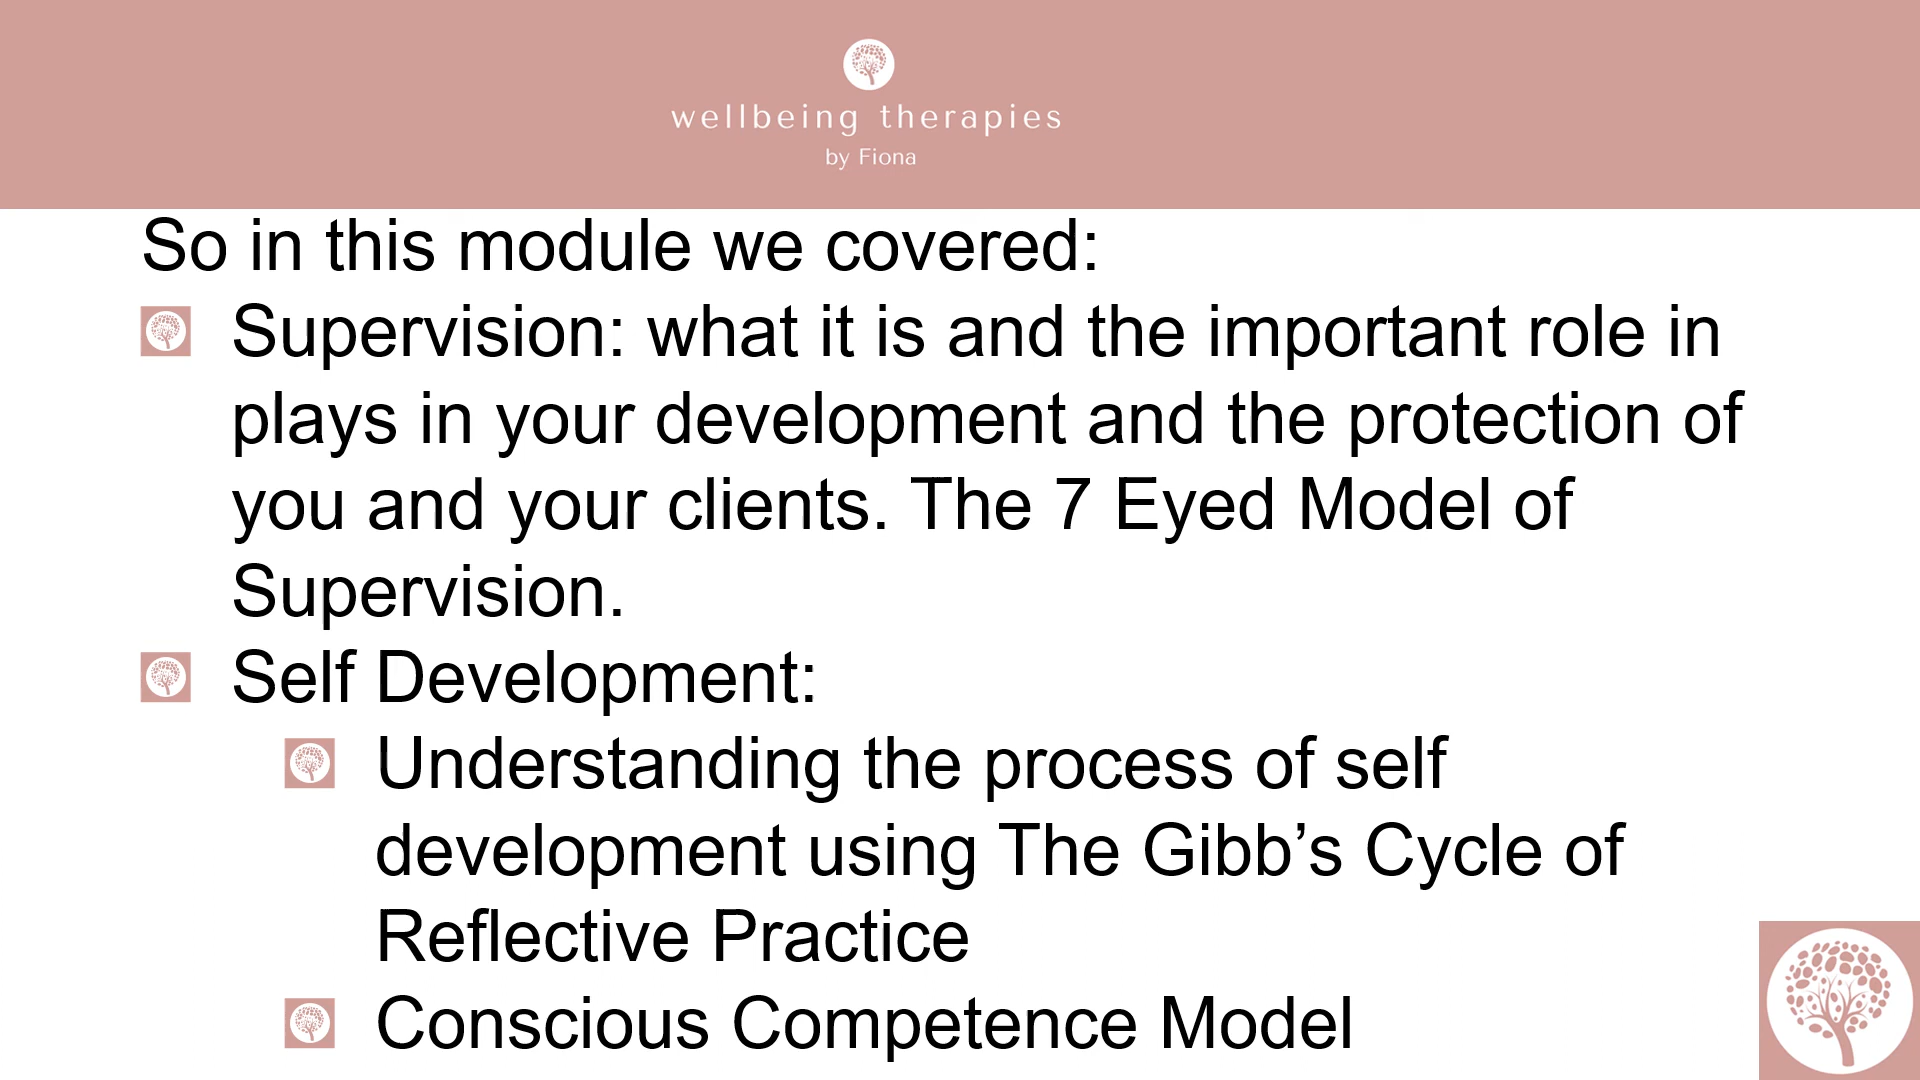 wellbeing therapies
by Fiona
So in this module we covered:
Supervision: what it is and the important role in
plays in your development and the protection of
you and your clients. The 7 Eyed Model of
Supervision.
Self Development:
Understanding the process of self
development using The Gibb’s Cycle of
Reflective Practice
Conscious Competence Model